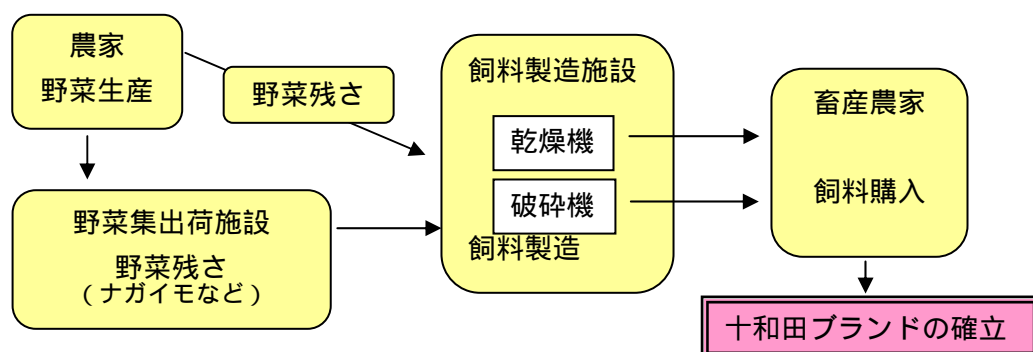 農家
野菜生産
野菜残さ
野菜集出荷施設
野菜残さ
(ナガイモなど)
飼料製造施設
乾燥機
破砕機
飼料製造
畜産農家
飼料購入
十和田ブランドの確立